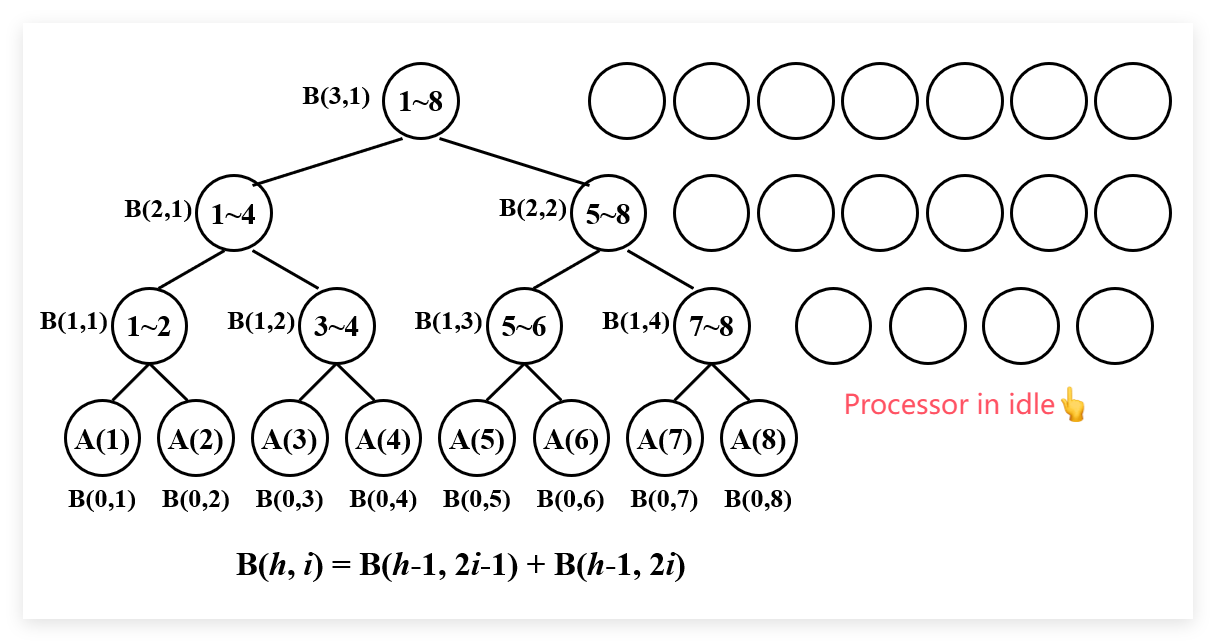 B(3,1) 1~8
B(2,1) 1~4 B(2,2) 5~8
B(1,1) 1~2 B(1,2) 3~4 B(1,3) 5~6 B(1,4) 7~8
Processor in idle👆
A(1) A(2) A(3) A(4) A(5) A(6) A(7) A(8)
B(0,1) B(0,2) B(0,3) B(0,4) B(0,5) B(0,6) B(0,7) B(0,8)
B(h, i) = B(h-1, 2i-1) + B(h-1, 2i)